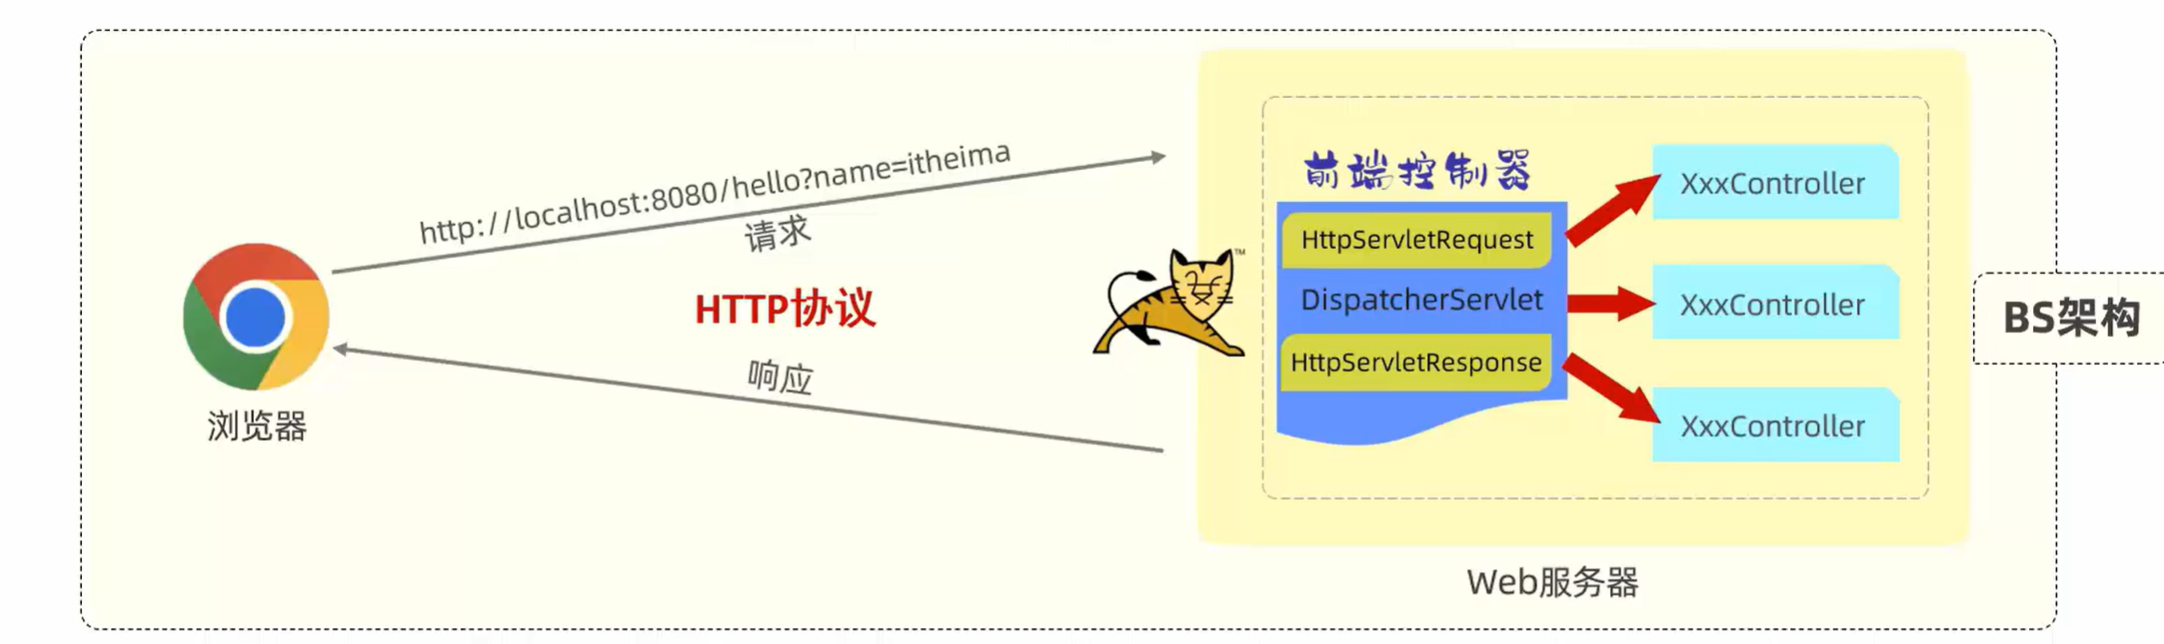 http://localhost:8080/hello?name=itheima
请求
HTTP协议
响应
浏览器
TM
前端控制器
HttpServletRequest
DispatcherServlet
HttpServletResponse
XxxController
XxxController
XxxController
Web服务器
BS架构